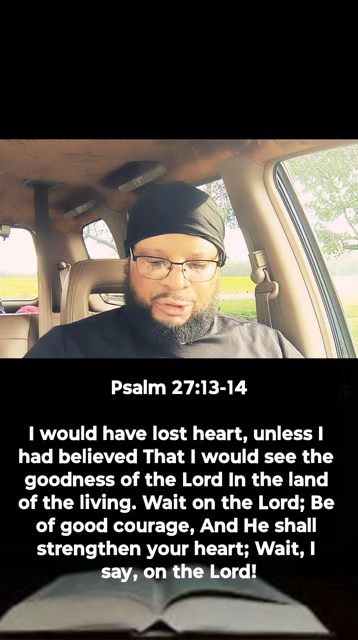 Psalm 27:13-14
I would have lost heart, unless I
had believed That I would see the
goodness of the Lord In the land
of the living. Wait on the Lord; Be
of good courage, And He shall
strengthen your heart; Wait, I
say, on the Lord!